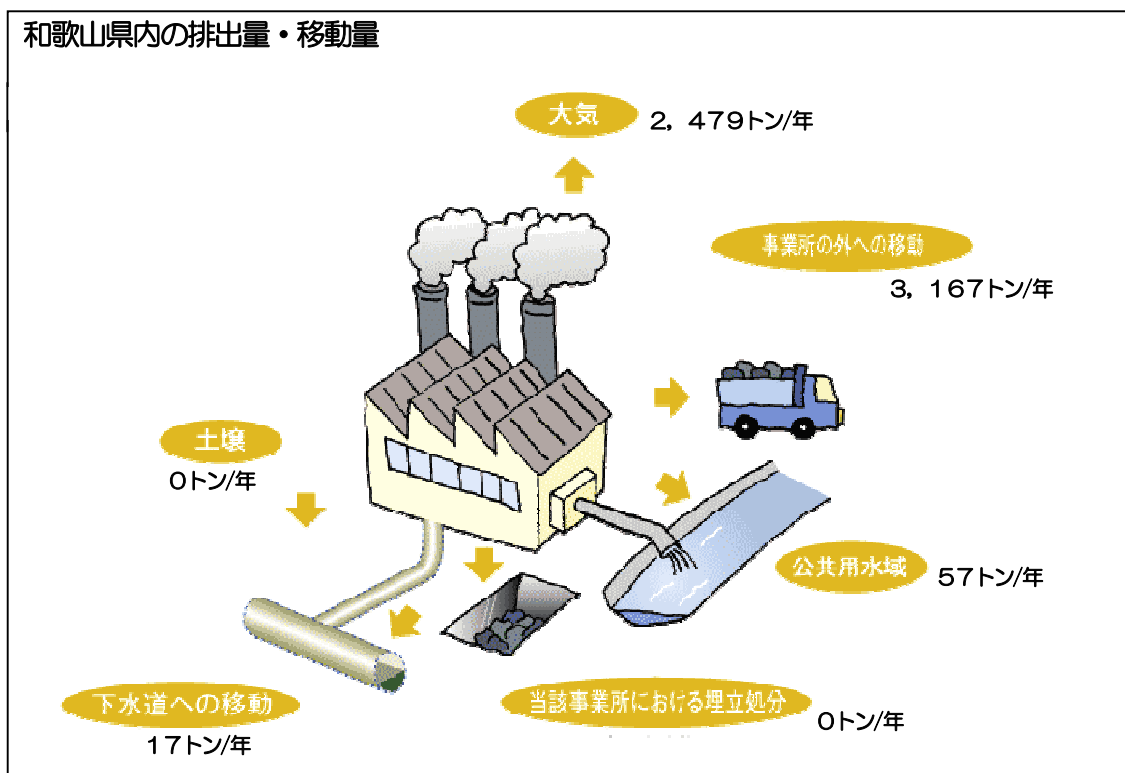 和歌山県内の排出量・移動量
大気
２，４７９トン/年
事業所の外への移動
３，１６７トン/年
土壌
０トン/年
公共用水域
５７トン/年
下水道への移動
１７トン/年
当該事業所における埋立処分
０トン/年